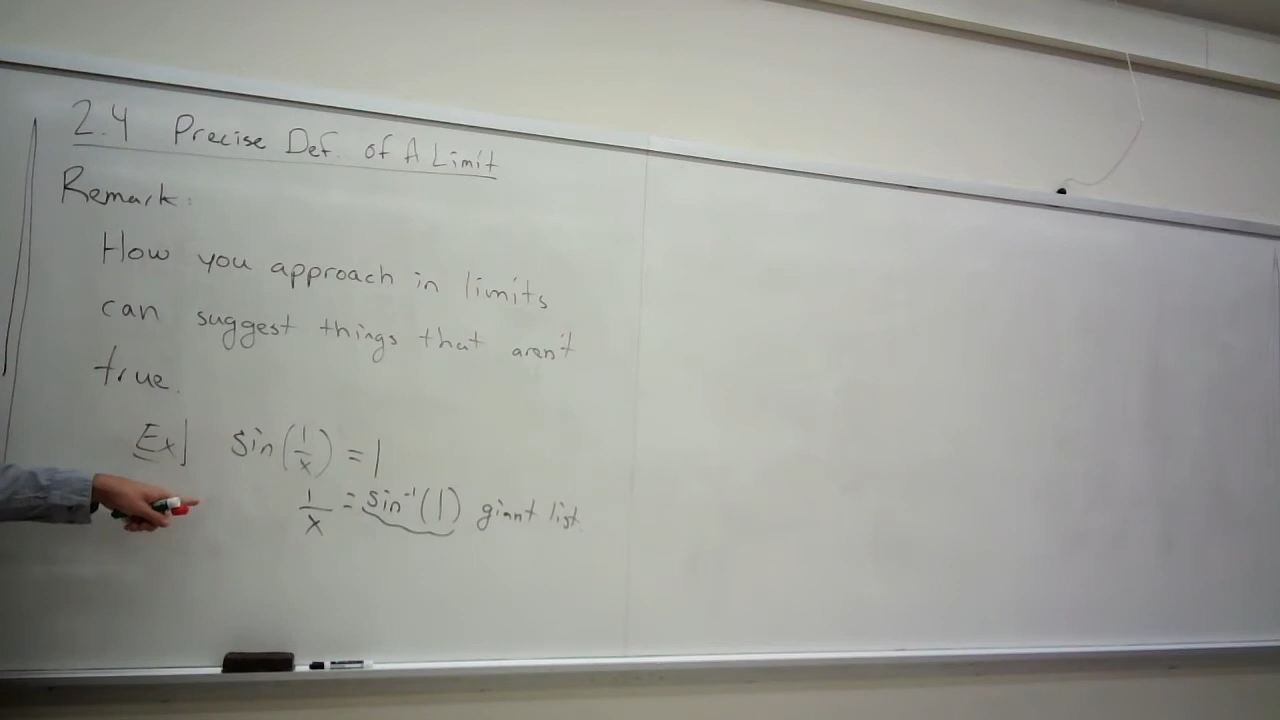 2.4 Precise Def. of A Limit
Remark:
How you approach in limits
can suggest things that aren't
true.
Ex] sin(1/x) = 1
1/x = sin⁻¹(1) giant list.